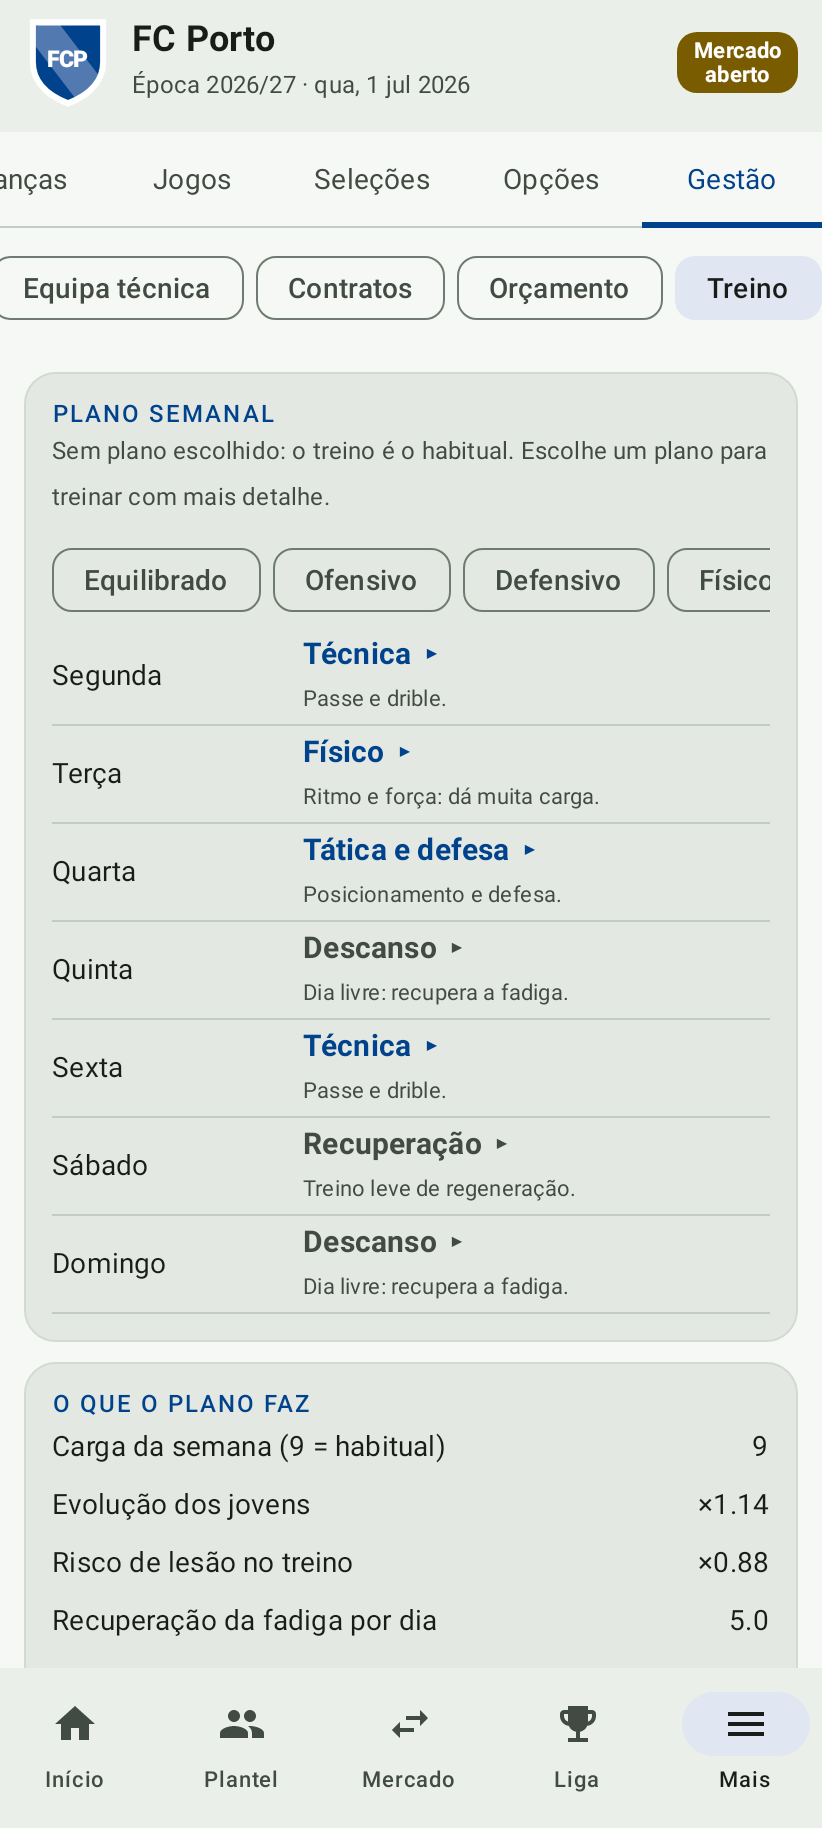 FCP
FC Porto
Época 2026/27 · qua, 1 jul 2026
Mercado
aberto
anças
Jogos
Seleções
Opções
Gestão
Equipa técnica
Contratos
Orçamento
Treino
PLANO SEMANAL
Sem plano escolhido: o treino é o habitual. Escolhe um plano para
treinar com mais detalhe.
Equilibrado
Ofensivo
Defensivo
Físico
Segunda
Técnica ▸
Passe e drible.
Terça
Físico ▸
Ritmo e força: dá muita carga.
Quarta
Tática e defesa ▸
Posicionamento e defesa.
Quinta
Descanso ▸
Dia livre: recupera a fadiga.
Sexta
Técnica ▸
Passe e drible.
Sábado
Recuperação ▸
Treino leve de regeneração.
Domingo
Descanso ▸
Dia livre: recupera a fadiga.
O QUE O PLANO FAZ
Carga da semana (9 = habitual) 9
Evolução dos jovens ×1.14
Risco de lesão no treino ×0.88
Recuperação da fadiga por dia 5.0
Início
Plantel
Mercado
Liga
Mais